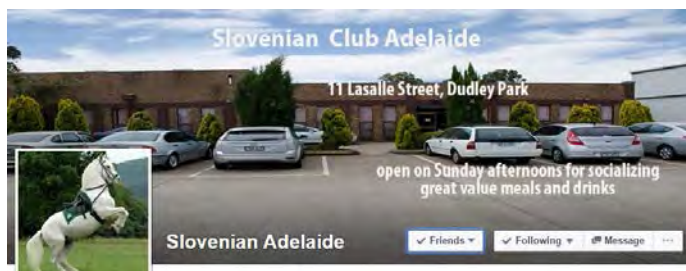 Slovenian Club Adelaide
11 Lasalle Street, Dudley Park
open on Sunday afternoons for socializing
great value meals and drinks
Slovenian Adelaide
Friends
Following
Message